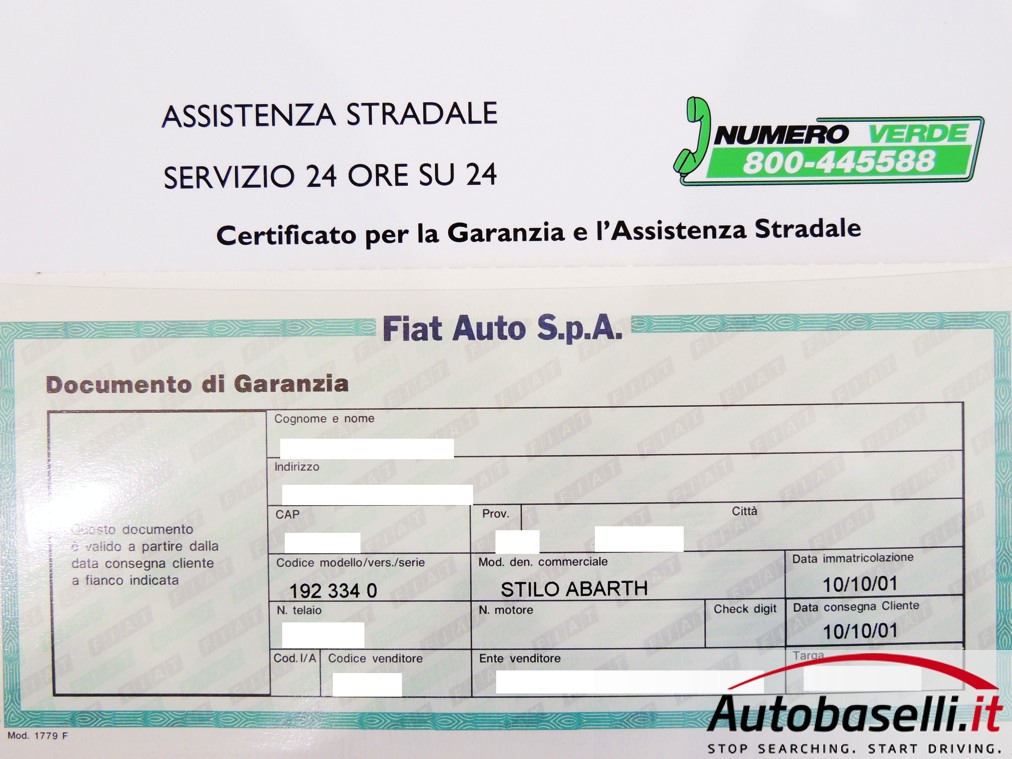 ASSISTENZA STRADALE
SERVIZIO 24 ORE SU 24
NUMERO VERDE
800-445588
Certificato per la Garanzia e l'Assistenza Stradale
Fiat Auto S.p.A.
Documento di Garanzia
Questo documento
è valido a partire dalla
data consegna cliente
a fianco indicata
Cognome e nome
Indirizzo
CAP
Prov.
Città
Codice modello/vers./serie
192 334 0
Mod. den. commerciale
STILO ABARTH
Data immatricolazione
10/10/01
N. telaio
N. motore
Check digit
Data consegna Cliente
10/10/01
Cod. I/A
Codice venditore
Ente venditore
Targa
Mod. 1779 F
Autobaselli.it
STOP SEARCHING. START DRIVING.